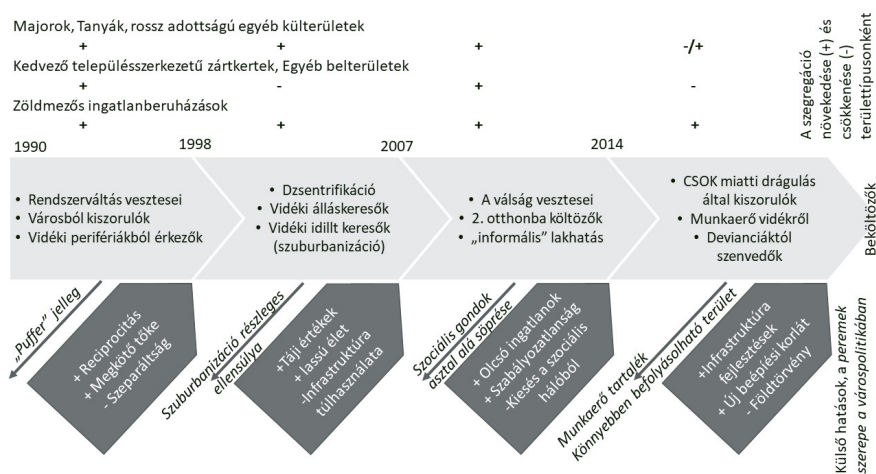 Majorok, Tanyák, rossz adottságú egyéb külterületek
+ + + -/+
Kedvező településszerkezetű zártkertek, Egyéb belterületek
+ - + -
Zöldmezős ingatlanberuházások
+ + + +
A szegregáció
növekedése (+) és
csökkenése (-)
területtípusonként
1990 1998 2007 2014
• Rendszerváltás vesztesei
• Városból kiszorulók
• Vidéki perifériákból érkezők
• Dzsentrifikáció
• Vidéki álláskeresők
• Vidéki idillt keresők
(szuburbanizáció)
• A válság vesztesei
• 2. otthonba költözők
• „informális” lakhatás
• CSOK miatti drágulás
által kiszorulók
• Munkaerő vidékről
• Devianciáktól
szenvedők
Beköltözők
„Puffer” jelleg
+ Reciprocitás
+ Megkötő tőke
- Szeparáltság
Szuburbanizáció részleges
ellensúlya
+Táji értékek
+ lassú élet
-Infrastruktúra
túlhasználata
Szociális gondok
asztal alá söprése
+ Olcsó ingatlanok
+ Szabályozatlanság
-Kiesés a szociális
hálóból
Munkaerő tartalék
Könnyebben befolyásolható terület
+Infrastruktúra
fejlesztések
+ Új beépítési korlát
- Földtörvény
Külső hatások, a peremek
szerepe a várospolitikában